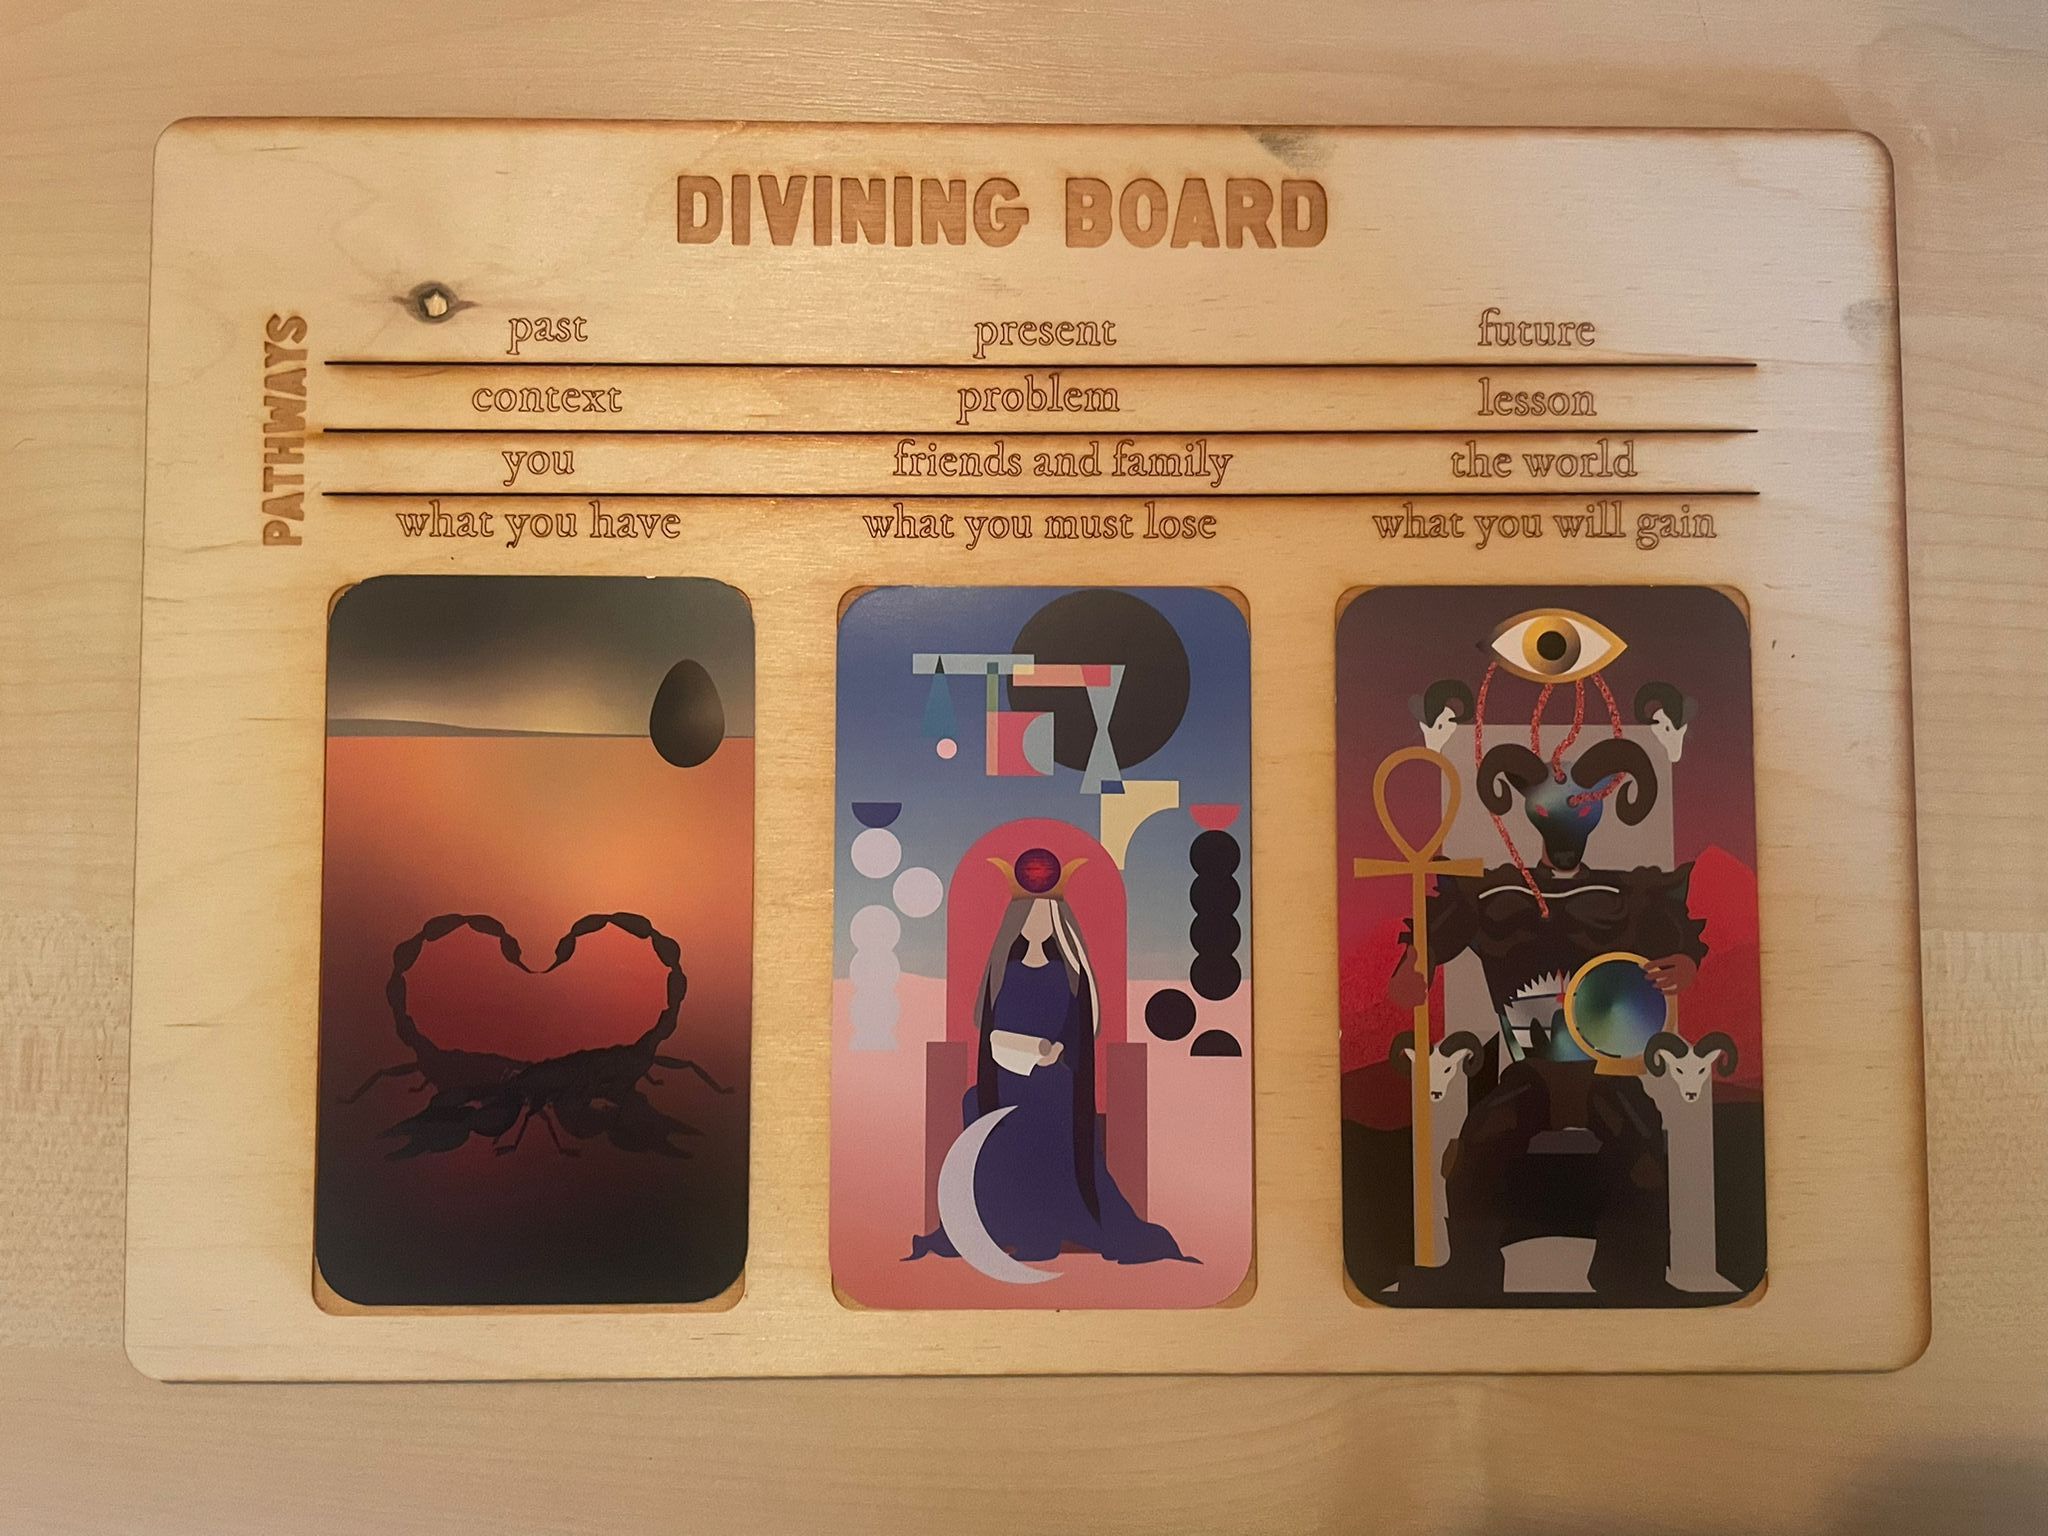 DIVINING BOARD
PATHWAYS
past present future
context problem lesson
you friends and family the world
what you have what you must lose what you will gain